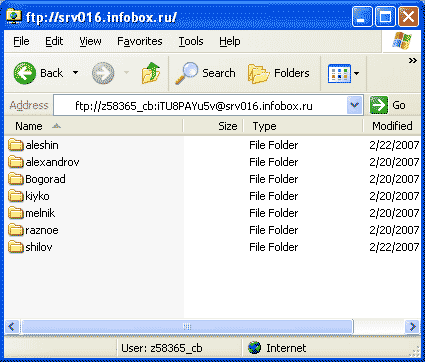 ftp://srv016.infobox.ru/
File Edit View Favorites Tools Help
Back Search Folders
Address ftp://z58365_cb:iTU8PAYu5v@srv016.infobox.ru Go
Name Size Type Modified
aleshin File Folder 2/22/2007
alexandrov File Folder 2/20/2007
Bogorad File Folder 2/20/2007
kiyko File Folder 2/20/2007
melnik File Folder 2/20/2007
raznoe File Folder 2/20/2007
shilov File Folder 2/22/2007
User: z58365_cb Internet